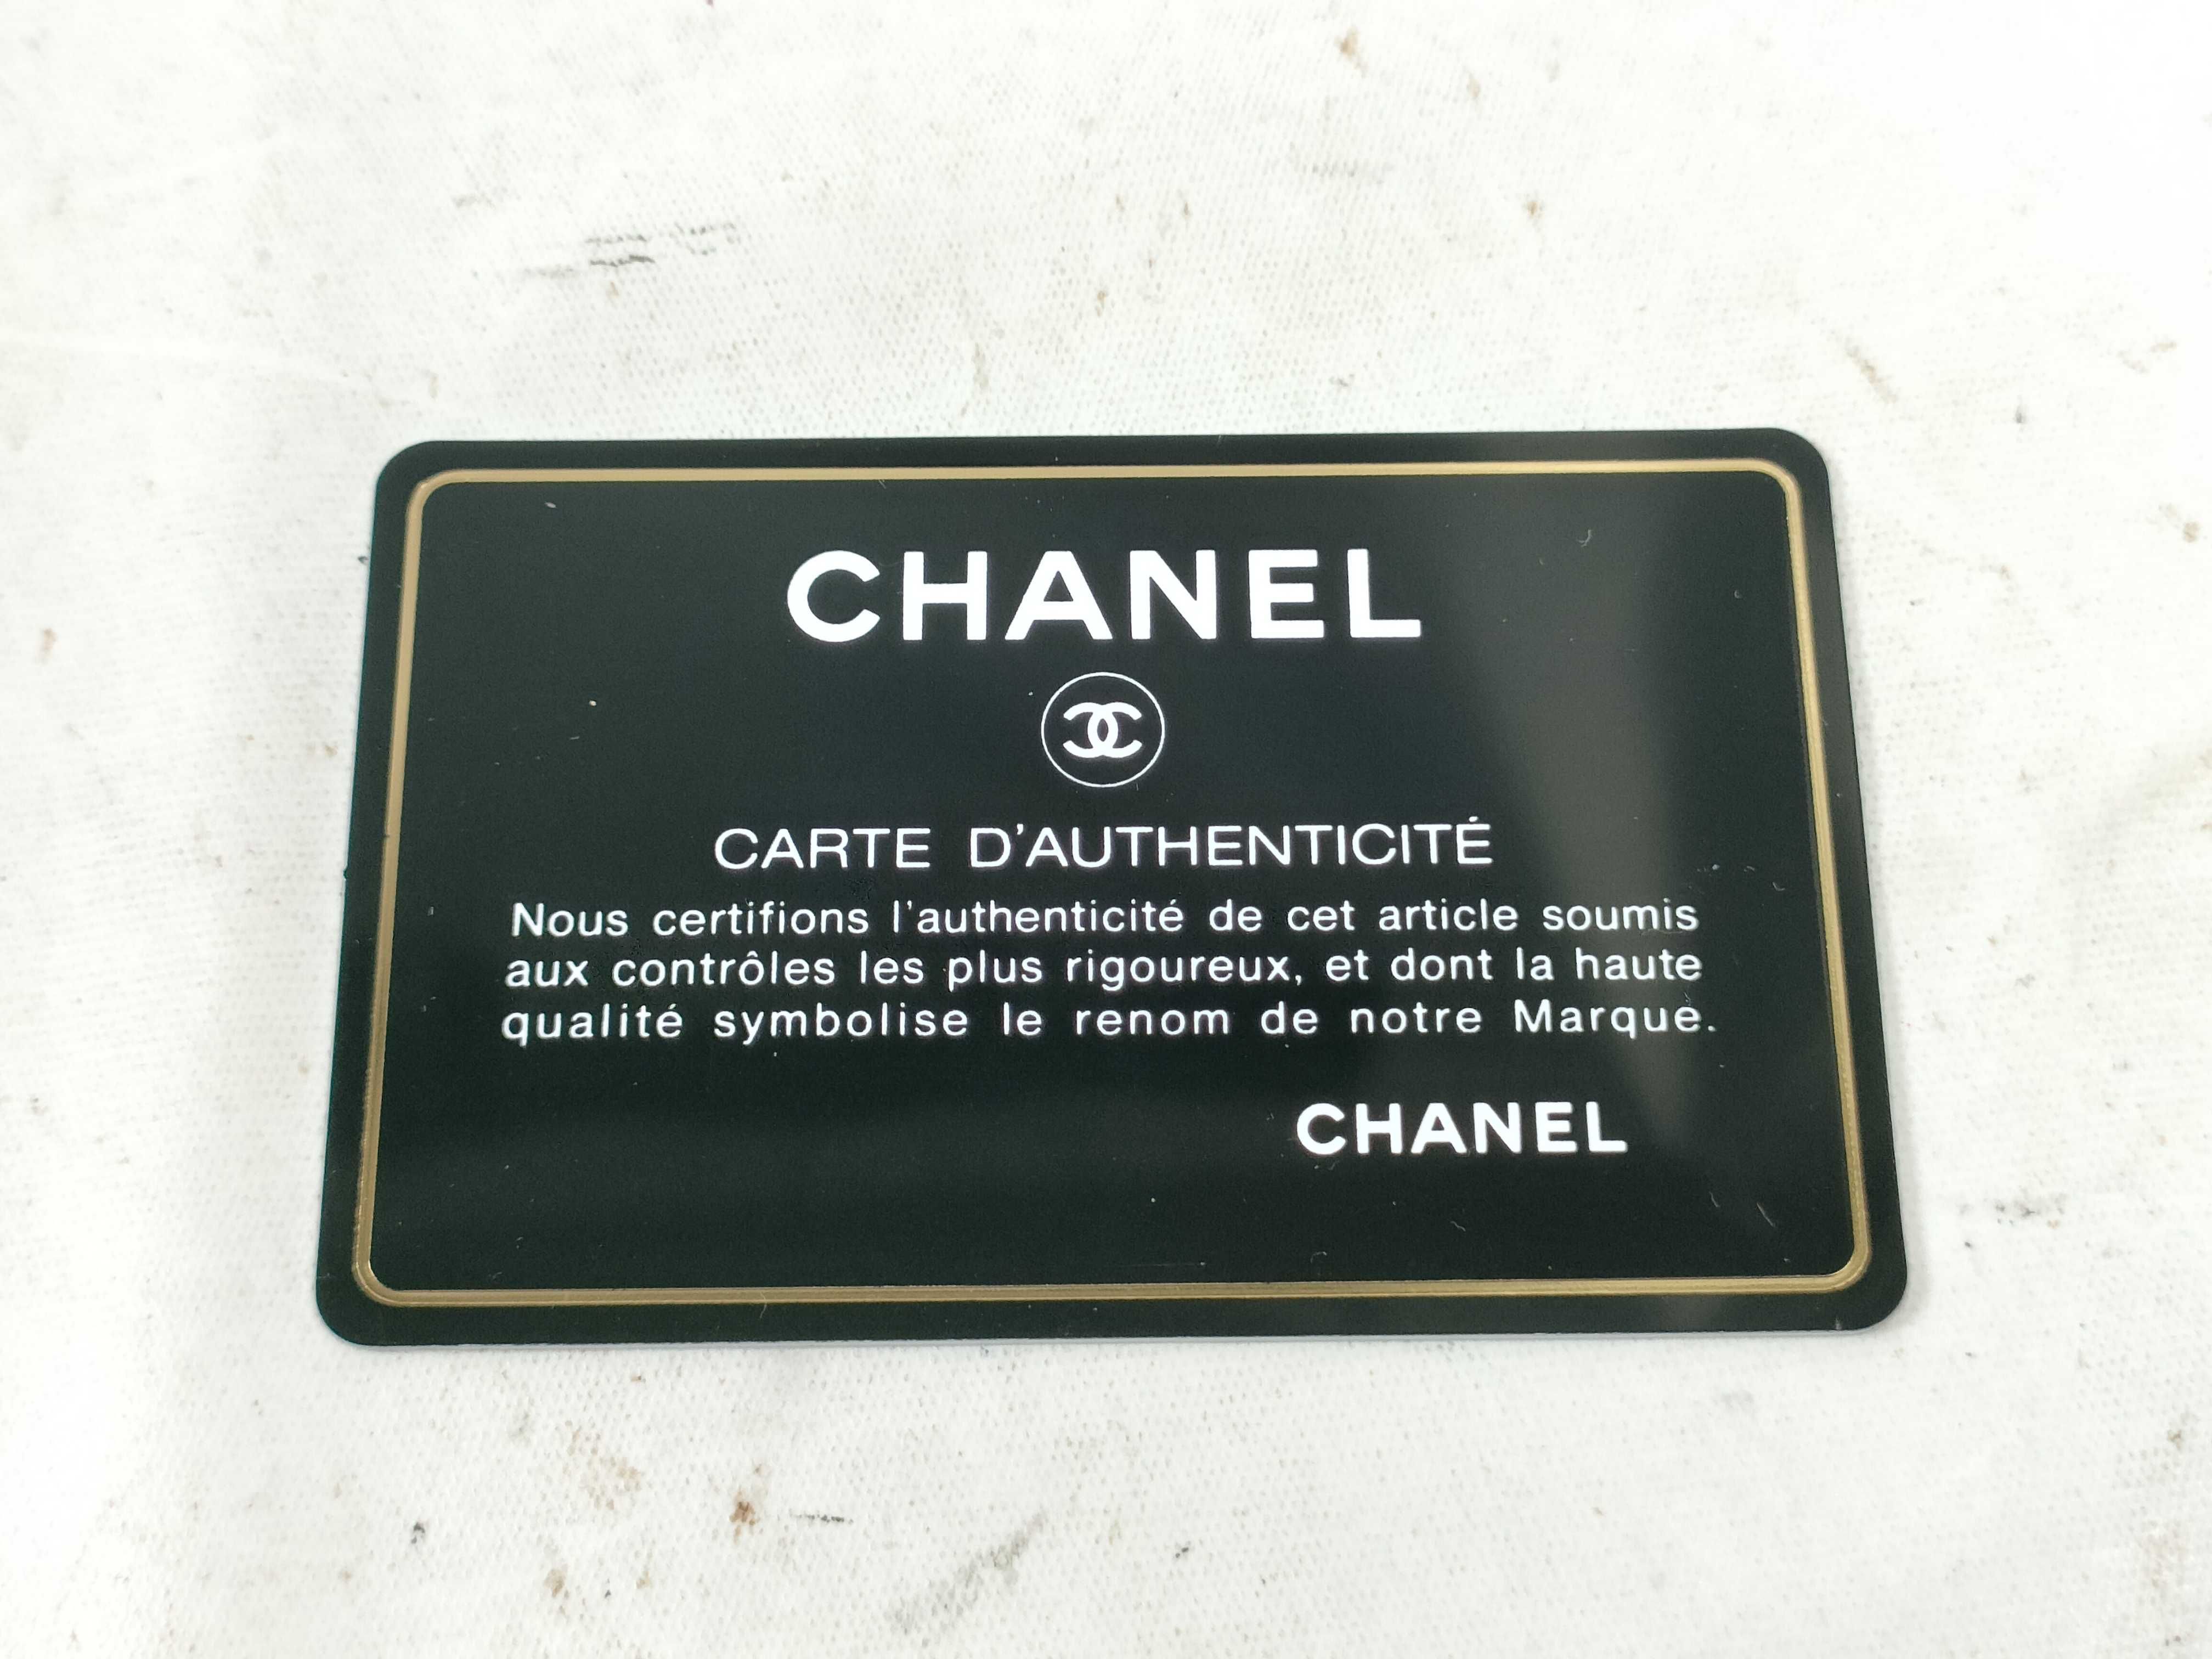 CHANEL
CARTE D'AUTHENTICITÉ
Nous certifions l'authenticité de cet article soumis
aux contrôles les plus rigoureux, et dont la haute
qualité symbolise le renom de notre Marque.
CHANEL